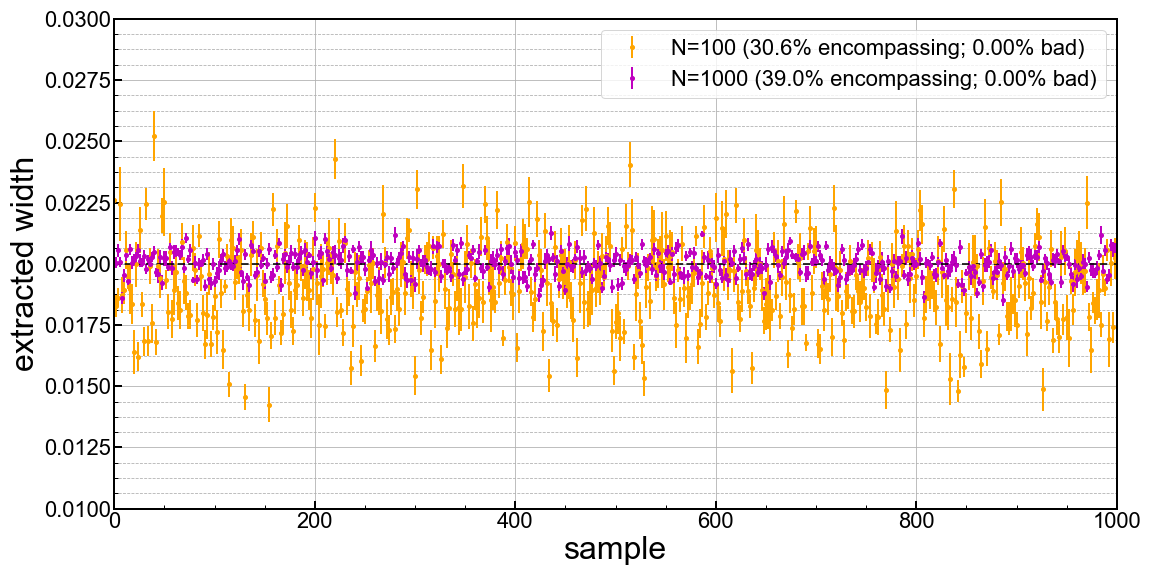 0.0300
0.0275
0.0250
0.0225
0.0200
0.0175
0.0150
0.0125
0.0100
extracted width
N=100 (30.6% encompassing; 0.00% bad)
N=1000 (39.0% encompassing; 0.00% bad)
0 200 400 600 800 1000
sample